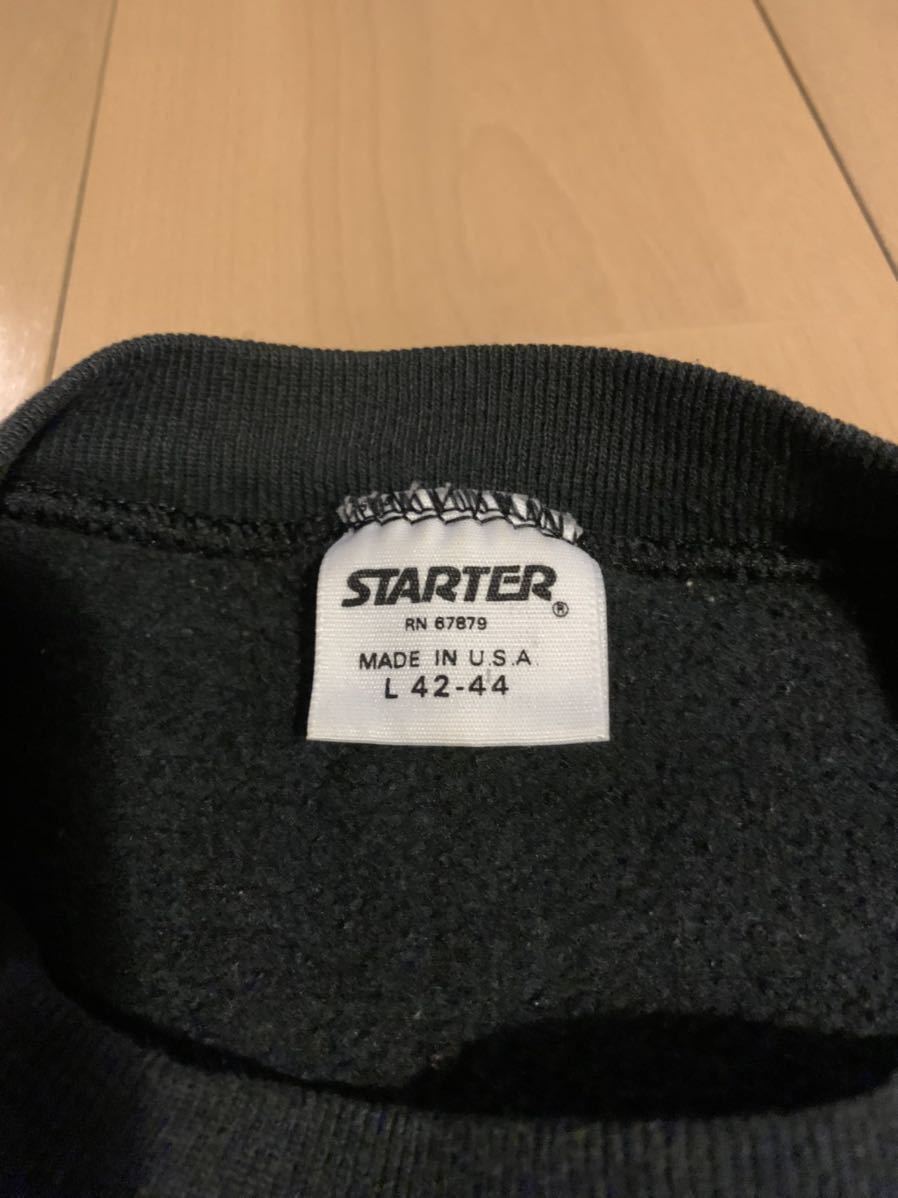 STARTER®
RN 67879
MADE IN U.S.A.
L 42-44